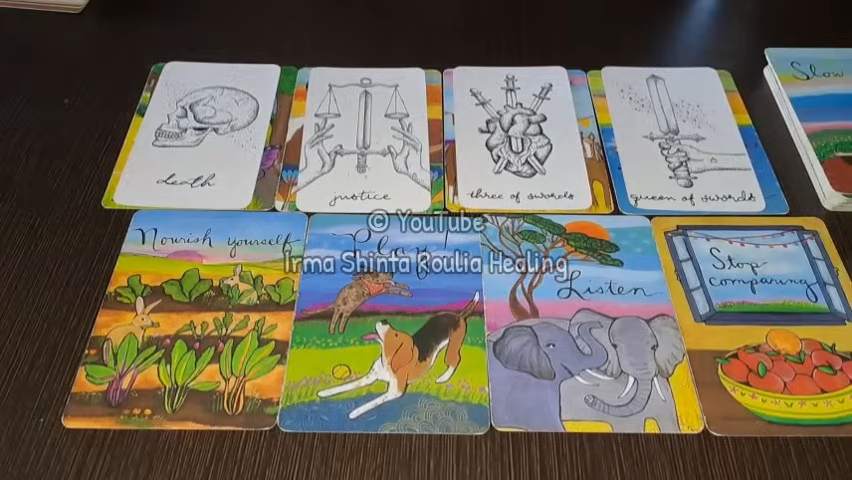 Slow
death
justice
three of swords
queen of swords
© YouTube
Irma Shinta Roulia Healing
Nourish yourself
Play!
Listen
Stop
comparing